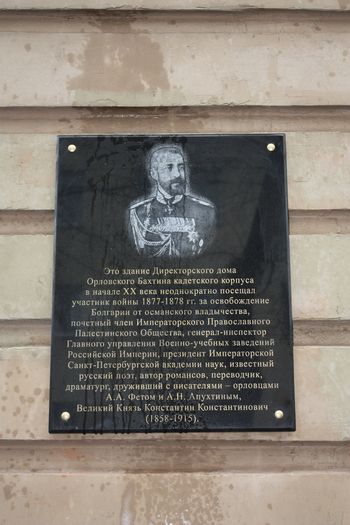 Это здание Директорского дома
Орловского Бахтина кадетского корпуса
в начале XX века неоднократно посещал
участник войны 1877-1878 гг. за освобождение
Болгарии от османского владычества,
почетный член Императорского Православного
Палестинского Общества, генерал-инспектор
Главного управления Военно-учебных заведений
Российской Империи, президент Императорской
Санкт-Петербургской академии наук, известный
русский поэт, автор романсов, переводчик,
драматург, друживший с писателями – орловцами
А.А. Фетом и А.Н. Апухтиным,
Великий Князь Константин Константинович
(1858-1915).